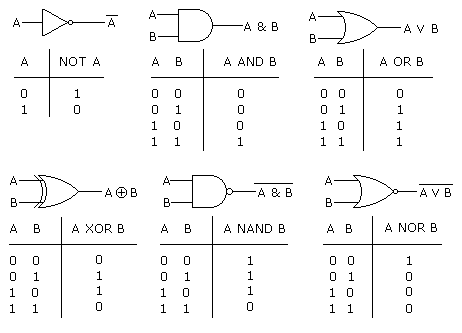 A A̅
A NOT A
0 1
1 0
A
B
A & B
A B A AND B
0 0 0
0 1 0
1 0 0
1 1 1
A
B
A ∨ B
A B A OR B
0 0 0
0 1 1
1 0 1
1 1 1
A
B
A ⊕ B
A B A XOR B
0 0 0
0 1 1
1 0 1
1 1 0
A
B
A̅ ̅&̅ ̅B̅
A B A NAND B
0 0 1
0 1 1
1 0 1
1 1 0
A
B
A̅ ̅∨̅ ̅B̅
A B A NOR B
0 0 1
0 1 0
1 0 0
1 1 0